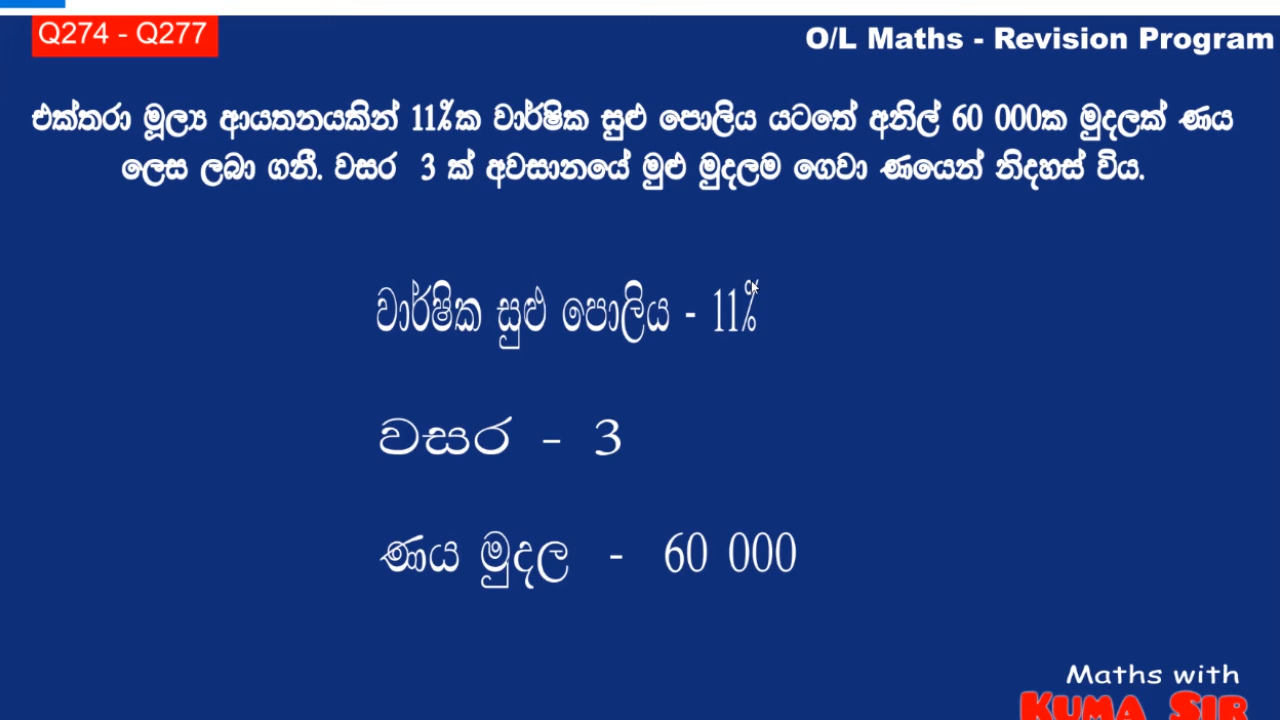 Q274 - Q277
O/L Maths - Revision Program
එක්තරා මූල්‍ය ආයතනයකින් 11%ක වාර්ෂික සුළු පොලිය යටතේ අනිල් 60 000ක මුදලක් ණය
ලෙස ලබා ගනී. වසර 3 ක් අවසානයේ මුළු මුදලම ගෙවා ණයෙන් නිදහස් විය.
වාර්ෂික සුළු පොලිය - 11%
වසර - 3
ණය මුදල - 60 000
Maths with
KUMA SIR